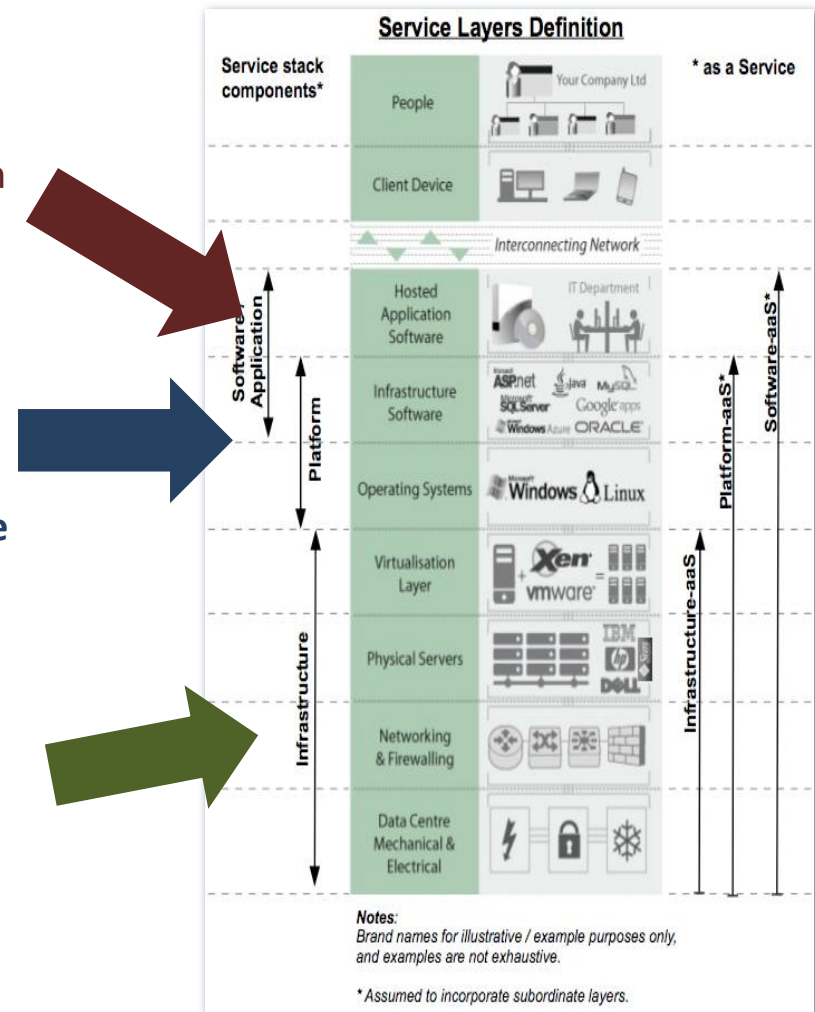 Service Layers Definition
Service stack
components*
* as a Service
People
Your Company Ltd
Client Device
Interconnecting Network
Hosted
Application
Software
IT Department
Software /
Application
Infrastructure
Software
ASP.net
Java
MySQL
Microsoft
SQL Server
Google apps
Windows Azure
ORACLE
Platform
Operating Systems
Microsoft
Windows
Linux
Virtualisation
Layer
+
Xen
vmware
=
Physical Servers
IBM
hp
DELL
Infrastructure
Networking
& Firewalling
Data Centre
Mechanical &
Electrical
Infrastructure-aaS
Platform-aaS*
Software-aaS*
Notes:
Brand names for illustrative / example purposes only,
and examples are not exhaustive.
* Assumed to incorporate subordinate layers.
n
e